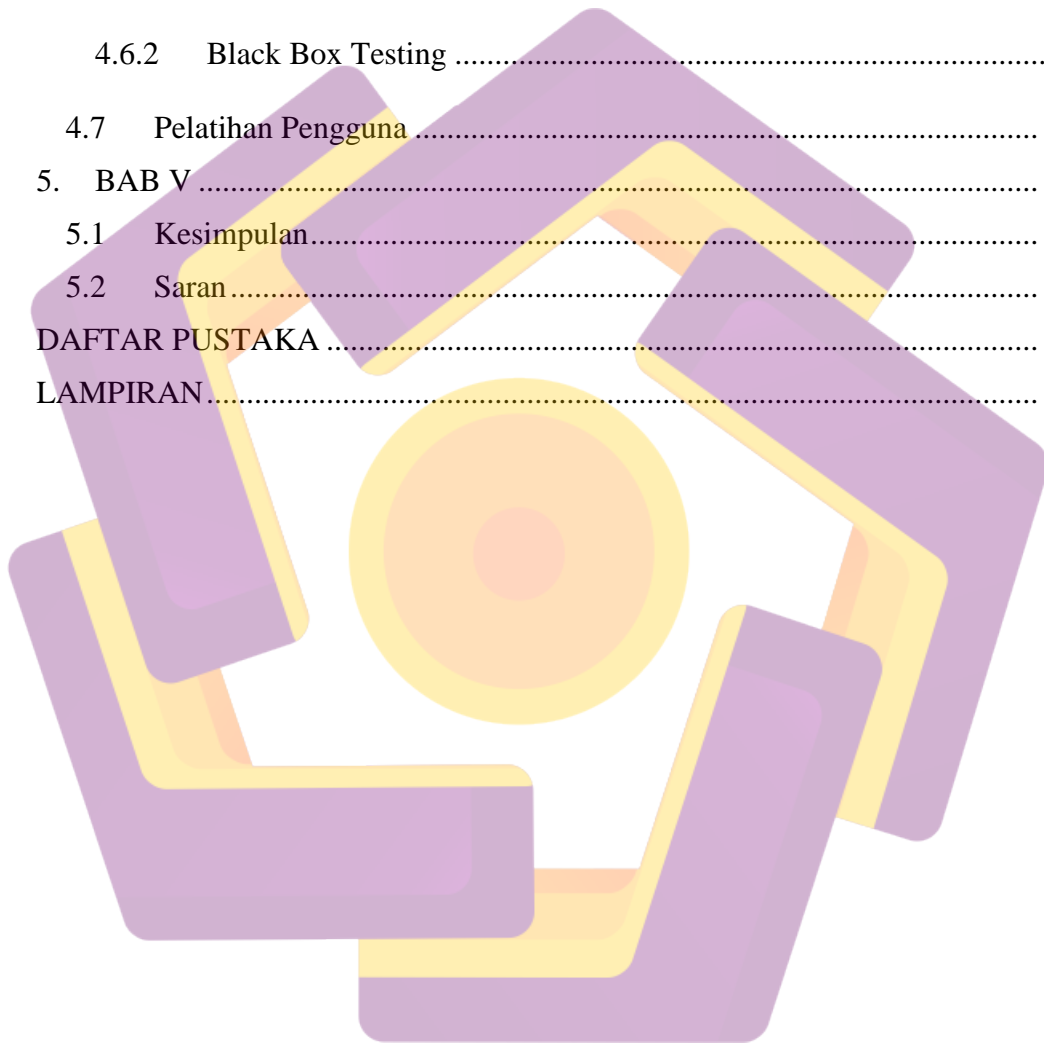 4.6.2 Black Box Testing ..........................................................................
4.7 Pelatihan Pengguna ..............................................................................
5. BAB V .........................................................................................................
5.1 Kesimpulan...........................................................................................
5.2 Saran .....................................................................................................
DAFTAR PUSTAKA .........................................................................................
LAMPIRAN........................................................................................................